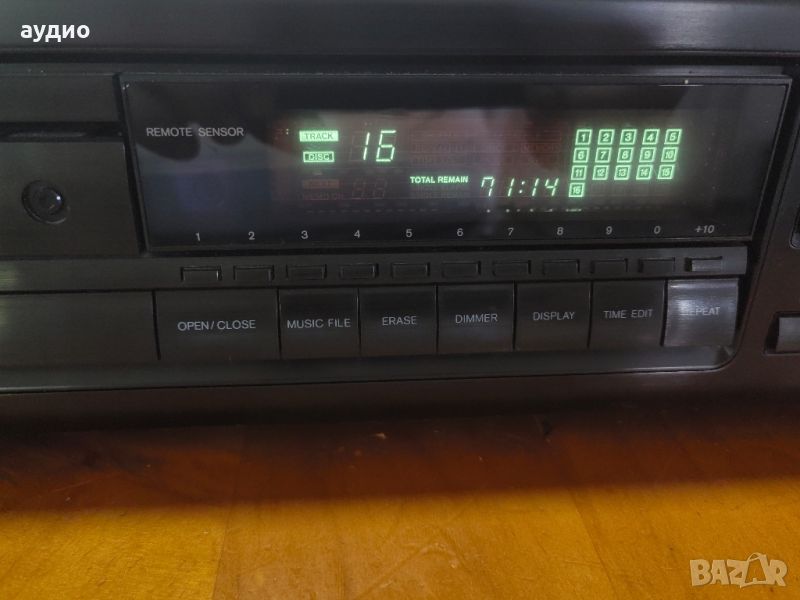 аудио
REMOTE SENSOR
TRACK 16
DISC
TOTAL REMAIN 71:14
1 2 3 4 5
6 7 8 9 10
11 12 13 14 15
16
1 2 3 4 5 6 7 8 9 0 +10
OPEN/CLOSE MUSIC FILE ERASE DIMMER DISPLAY TIME EDIT REPEAT
BAZAR